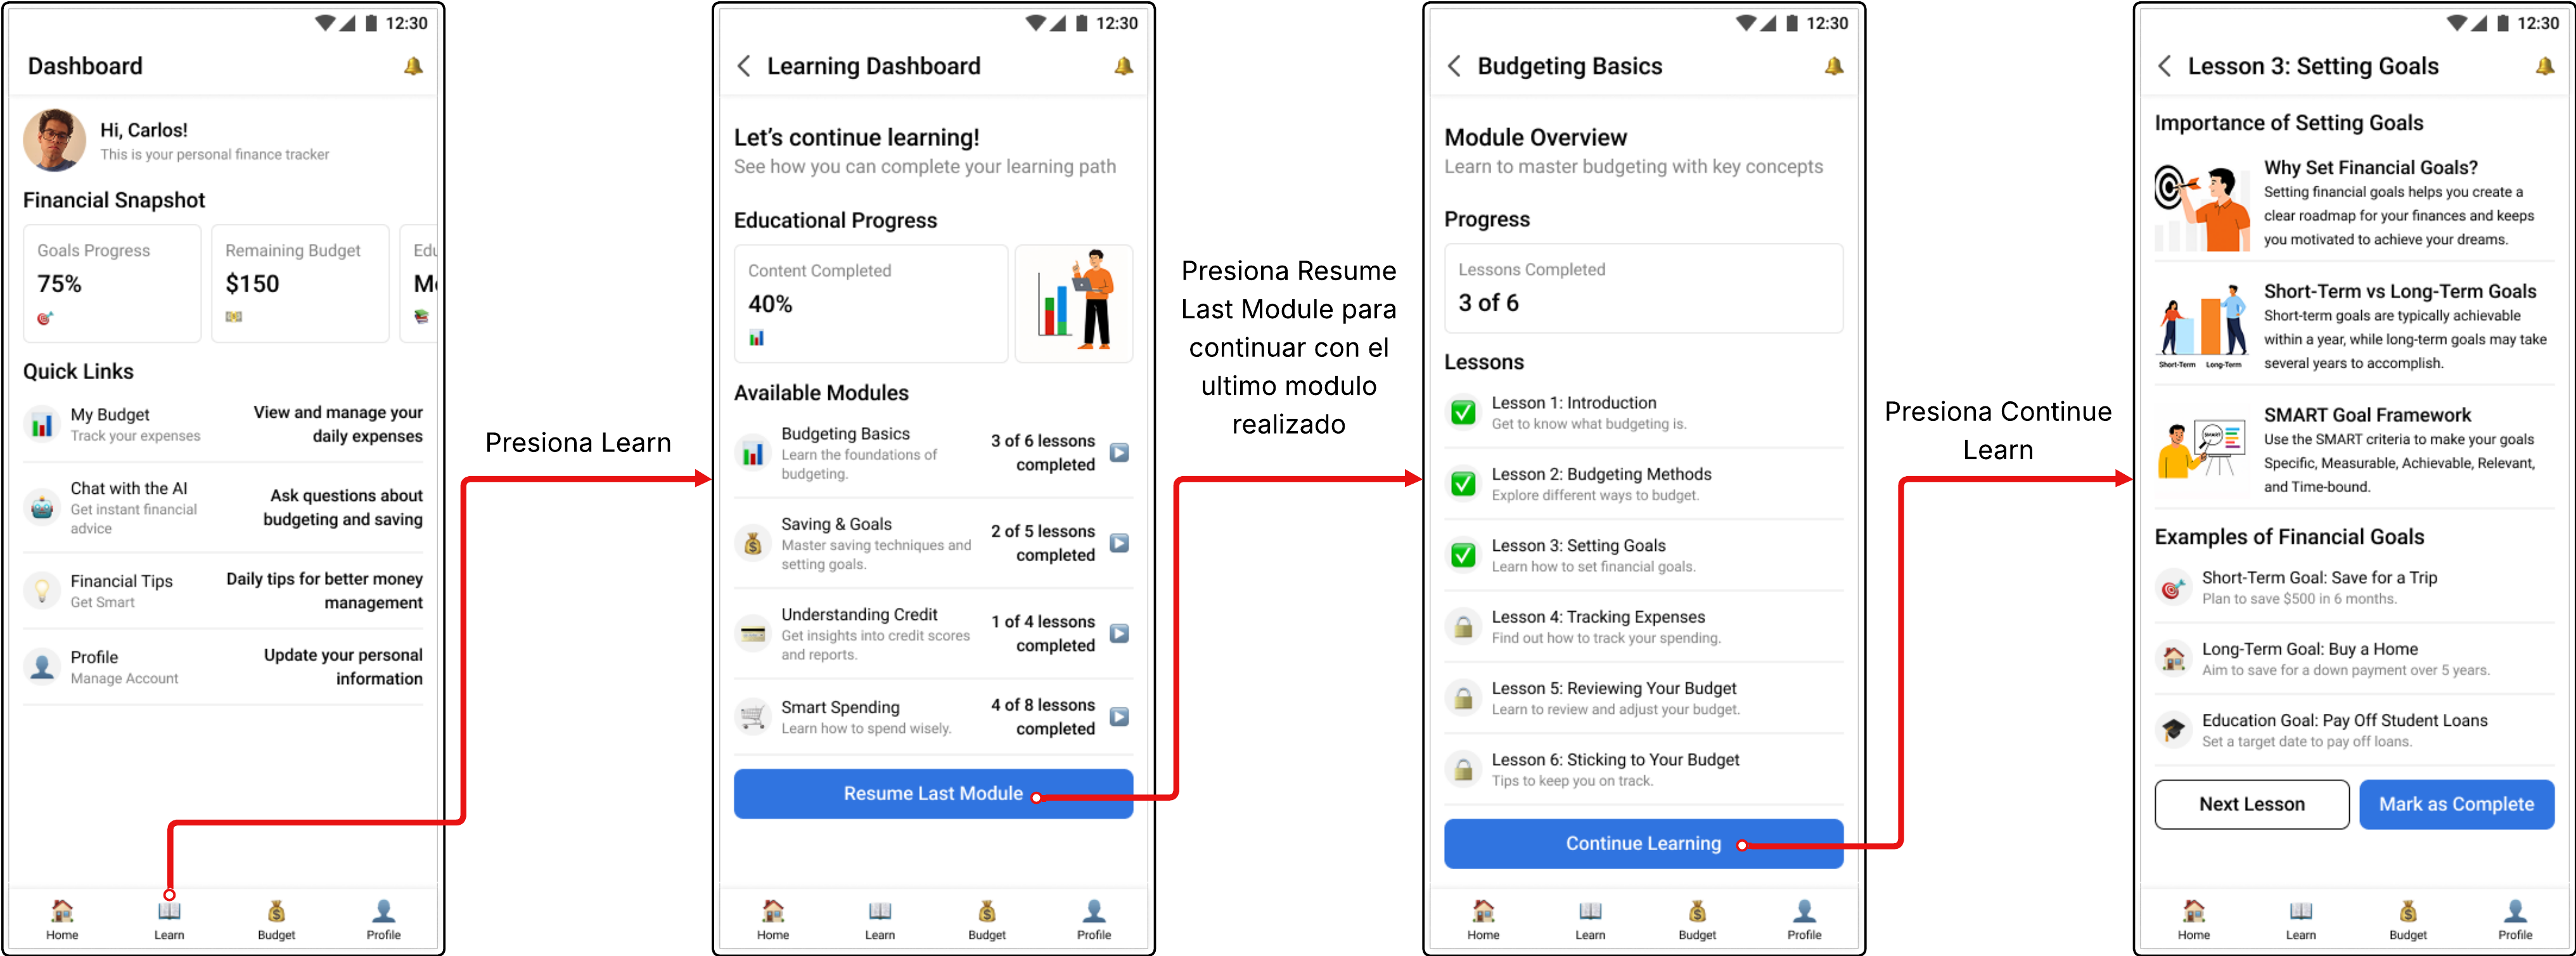 12:30
Dashboard
Hi, Carlos!
This is your personal finance tracker
Financial Snapshot
Goals Progress
75%
Remaining Budget
$150
Edu
Mo
Quick Links
My Budget
Track your expenses
View and manage your
daily expenses
Chat with the AI
Get instant financial
advice
Ask questions about
budgeting and saving
Financial Tips
Get Smart
Daily tips for better money
management
Profile
Manage Account
Update your personal
information
Home
Learn
Budget
Profile
Presiona Learn
12:30
Learning Dashboard
Let's continue learning!
See how you can complete your learning path
Educational Progress
Content Completed
40%
Available Modules
Budgeting Basics
Learn the foundations of
budgeting.
3 of 6 lessons
completed
Saving & Goals
Master saving techniques and
setting goals.
2 of 5 lessons
completed
Understanding Credit
Get insights into credit scores
and reports.
1 of 4 lessons
completed
Smart Spending
Learn how to spend wisely.
4 of 8 lessons
completed
Resume Last Module
Home
Learn
Budget
Profile
Presiona Resume
Last Module para
continuar con el
ultimo modulo
realizado
12:30
Budgeting Basics
Module Overview
Learn to master budgeting with key concepts
Progress
Lessons Completed
3 of 6
Lessons
Lesson 1: Introduction
Get to know what budgeting is.
Lesson 2: Budgeting Methods
Explore different ways to budget.
Lesson 3: Setting Goals
Learn how to set financial goals.
Lesson 4: Tracking Expenses
Find out how to track your spending.
Lesson 5: Reviewing Your Budget
Learn to review and adjust your budget.
Lesson 6: Sticking to Your Budget
Tips to keep you on track.
Continue Learning
Home
Learn
Budget
Profile
Presiona Continue
Learn
12:30
Lesson 3: Setting Goals
Importance of Setting Goals
Why Set Financial Goals?
Setting financial goals helps you create a
clear roadmap for your finances and keeps
you motivated to achieve your dreams.
Short-Term Long-Term
Short-Term vs Long-Term Goals
Short-term goals are typically achievable
within a year, while long-term goals may take
several years to accomplish.
SMART
SMART Goal Framework
Use the SMART criteria to make your goals
Specific, Measurable, Achievable, Relevant,
and Time-bound.
Examples of Financial Goals
Short-Term Goal: Save for a Trip
Plan to save $500 in 6 months.
Long-Term Goal: Buy a Home
Aim to save for a down payment over 5 years.
Education Goal: Pay Off Student Loans
Set a target date to pay off loans.
Next Lesson
Mark as Complete
Home
Learn
Budget
Profile